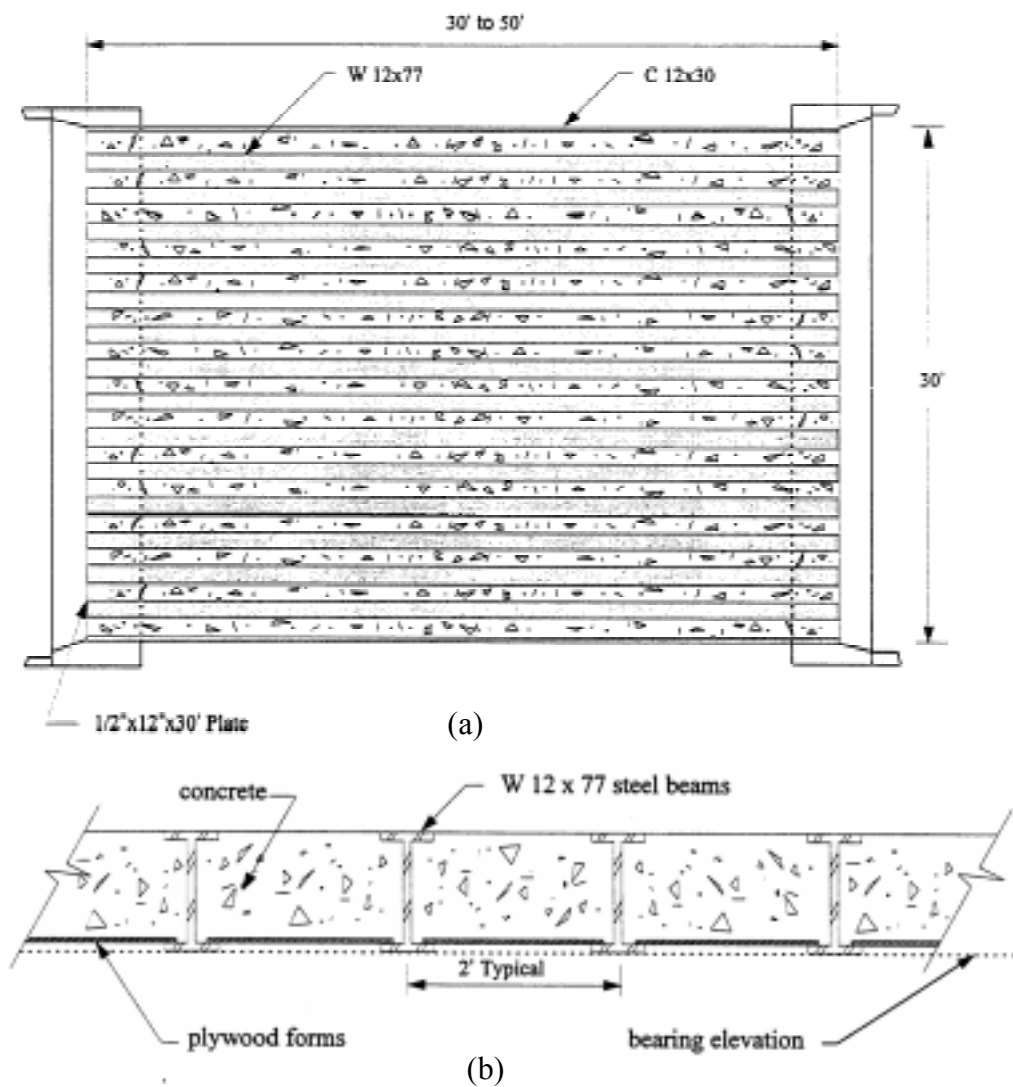 30' to 50'
W 12x77
C 12x30
30'
1/2"x12"x30' Plate
(a)
concrete
W 12 x 77 steel beams
2' Typical
plywood forms
bearing elevation
(b)